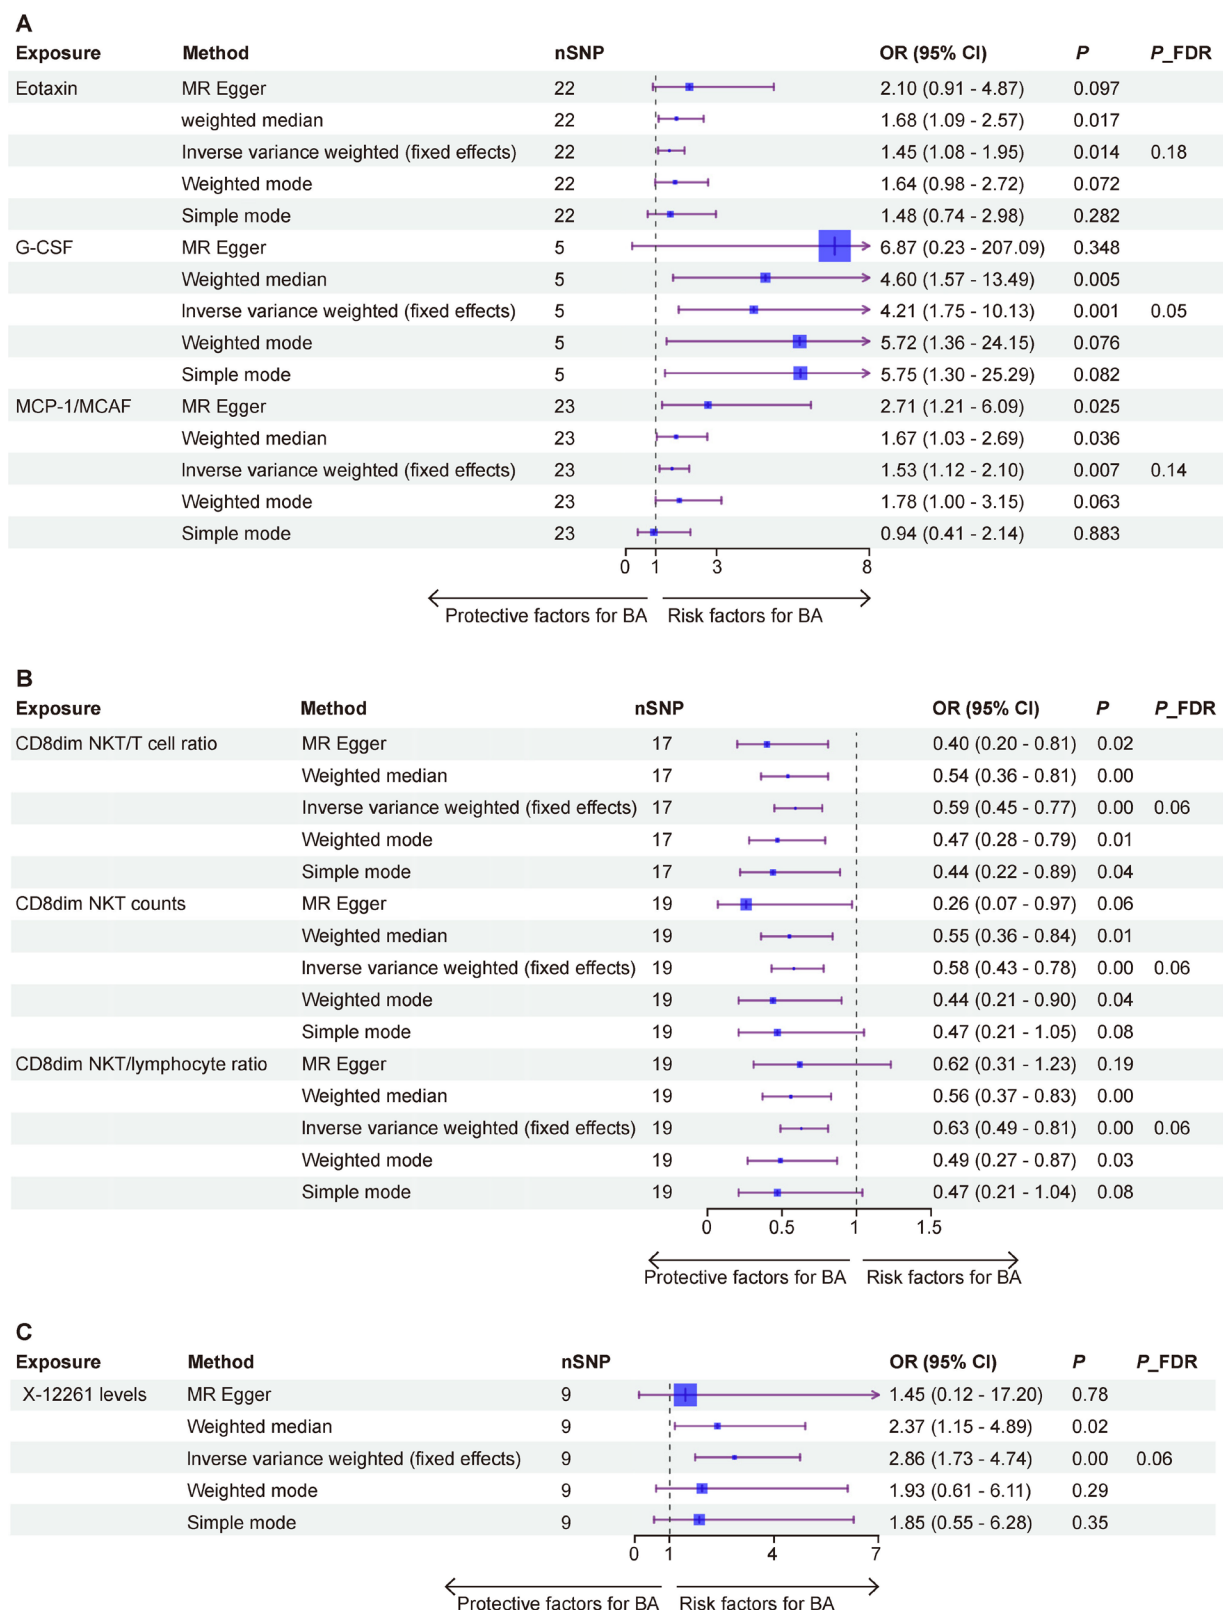 A
Exposure Method nSNP OR (95% CI) P P_FDR
Eotaxin MR Egger 22 2.10 (0.91 - 4.87) 0.097
weighted median 22 1.68 (1.09 - 2.57) 0.017
Inverse variance weighted (fixed effects) 22 1.45 (1.08 - 1.95) 0.014 0.18
Weighted mode 22 1.64 (0.98 - 2.72) 0.072
Simple mode 22 1.48 (0.74 - 2.98) 0.282
G-CSF MR Egger 5 6.87 (0.23 - 207.09) 0.348
Weighted median 5 4.60 (1.57 - 13.49) 0.005
Inverse variance weighted (fixed effects) 5 4.21 (1.75 - 10.13) 0.001 0.05
Weighted mode 5 5.72 (1.36 - 24.15) 0.076
Simple mode 5 5.75 (1.30 - 25.29) 0.082
MCP-1/MCAF MR Egger 23 2.71 (1.21 - 6.09) 0.025
Weighted median 23 1.67 (1.03 - 2.69) 0.036
Inverse variance weighted (fixed effects) 23 1.53 (1.12 - 2.10) 0.007 0.14
Weighted mode 23 1.78 (1.00 - 3.15) 0.063
Simple mode 23 0.94 (0.41 - 2.14) 0.883
0 1 3 8
Protective factors for BA Risk factors for BA
B
Exposure Method nSNP OR (95% CI) P P_FDR
CD8dim NKT/T cell ratio MR Egger 17 0.40 (0.20 - 0.81) 0.02
Weighted median 17 0.54 (0.36 - 0.81) 0.00
Inverse variance weighted (fixed effects) 17 0.59 (0.45 - 0.77) 0.00 0.06
Weighted mode 17 0.47 (0.28 - 0.79) 0.01
Simple mode 17 0.44 (0.22 - 0.89) 0.04
CD8dim NKT counts MR Egger 19 0.26 (0.07 - 0.97) 0.06
Weighted median 19 0.55 (0.36 - 0.84) 0.01
Inverse variance weighted (fixed effects) 19 0.58 (0.43 - 0.78) 0.00 0.06
Weighted mode 19 0.44 (0.21 - 0.90) 0.04
Simple mode 19 0.47 (0.21 - 1.05) 0.08
CD8dim NKT/lymphocyte ratio MR Egger 19 0.62 (0.31 - 1.23) 0.19
Weighted median 19 0.56 (0.37 - 0.83) 0.00
Inverse variance weighted (fixed effects) 19 0.63 (0.49 - 0.81) 0.00 0.06
Weighted mode 19 0.49 (0.27 - 0.87) 0.03
Simple mode 19 0.47 (0.21 - 1.04) 0.08
0 0.5 1 1.5
Protective factors for BA Risk factors for BA
C
Exposure Method nSNP OR (95% CI) P P_FDR
X-12261 levels MR Egger 9 1.45 (0.12 - 17.20) 0.78
Weighted median 9 2.37 (1.15 - 4.89) 0.02
Inverse variance weighted (fixed effects) 9 2.86 (1.73 - 4.74) 0.00 0.06
Weighted mode 9 1.93 (0.61 - 6.11) 0.29
Simple mode 9 1.85 (0.55 - 6.28) 0.35
0 1 4 7
Protective factors for BA Risk factors for BA